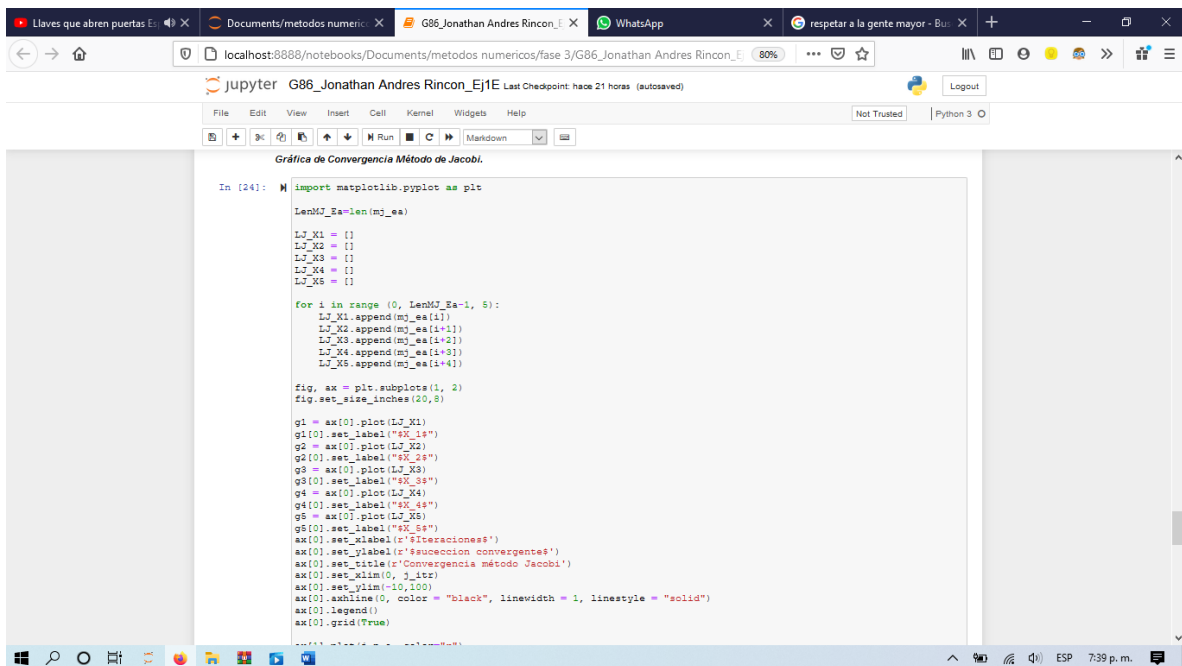 Llaves que abren puertas Es
Documents/metodos numeric
G86_Jonathan Andres Rincon_E
WhatsApp
respetar a la gente mayor - Bus
localhost:8888/notebooks/Documents/metodos numericos/fase 3/G86_Jonathan Andres Rincon_E
80%
jupyter G86_Jonathan Andres Rincon_Ej1E Last Checkpoint: hace 21 horas (autosaved)
Logout
File Edit View Insert Cell Kernel Widgets Help
Not Trusted
Python 3
Run
Markdown
Gráfica de Convergencia Método de Jacobi.
In [24]:
import matplotlib.pyplot as plt
LenMJ_Ea=len(mj_ea)
LJ_X1 = []
LJ_X2 = []
LJ_X3 = []
LJ_X4 = []
LJ_X5 = []
for i in range (0, LenMJ_Ea-1, 5):
    LJ_X1.append(mj_ea[i])
    LJ_X2.append(mj_ea[i+1])
    LJ_X3.append(mj_ea[i+2])
    LJ_X4.append(mj_ea[i+3])
    LJ_X5.append(mj_ea[i+4])
fig, ax = plt.subplots(1, 2)
fig.set_size_inches(20,8)
g1 = ax[0].plot(LJ_X1)
g1[0].set_label("$X_1$")
g2 = ax[0].plot(LJ_X2)
g2[0].set_label("$X_2$")
g3 = ax[0].plot(LJ_X3)
g3[0].set_label("$X_3$")
g4 = ax[0].plot(LJ_X4)
g4[0].set_label("$X_4$")
g5 = ax[0].plot(LJ_X5)
g5[0].set_label("$X_5$")
ax[0].set_xlabel(r'$Iteraciones$')
ax[0].set_ylabel(r'$suceccion convergente$')
ax[0].set_title(r'Convergencia método Jacobi')
ax[0].set_xlim(0, j_itr)
ax[0].set_ylim(-10,100)
ax[0].axhline(0, color = "black", linewidth = 1, linestyle = "solid")
ax[0].legend()
ax[0].grid(True)
ESP
7:39 p. m.